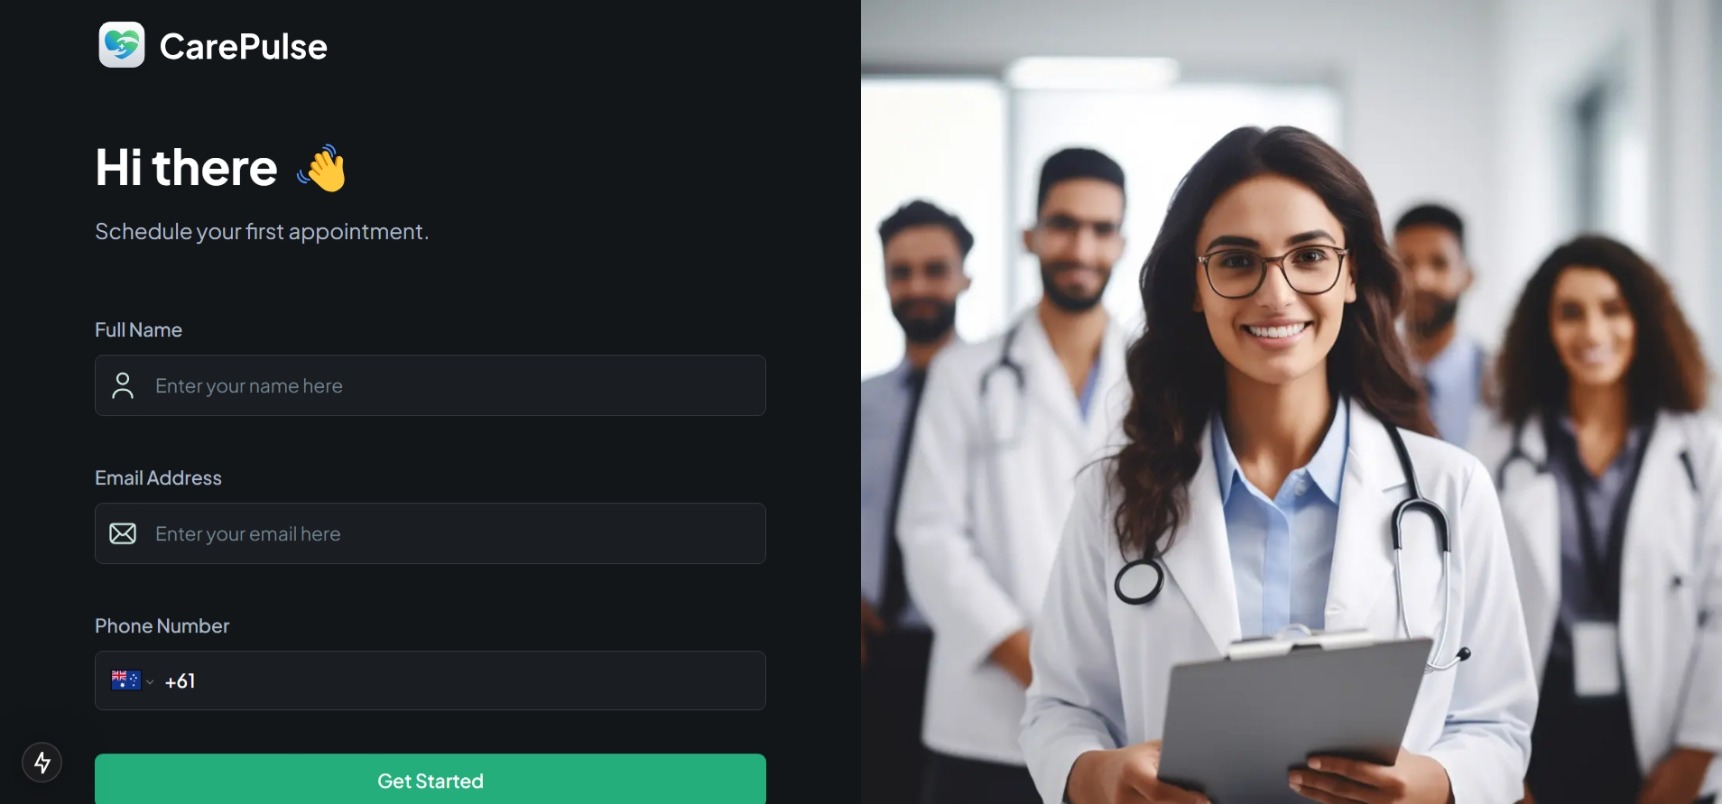 CarePulse
Hi there 👋
Schedule your first appointment.
Full Name
Enter your name here
Email Address
Enter your email here
Phone Number
+61
Get Started